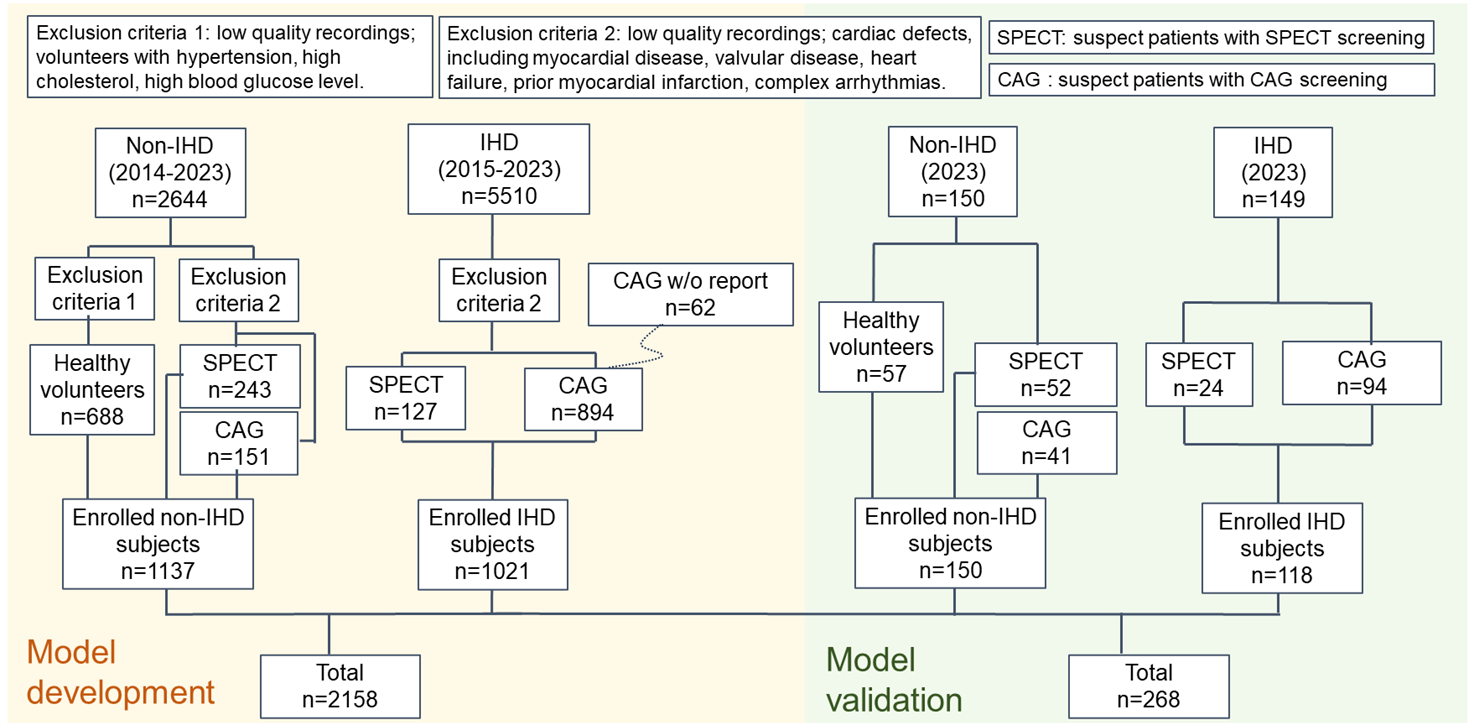 Exclusion criteria 1: low quality recordings;
volunteers with hypertension, high
cholesterol, high blood glucose level.
Exclusion criteria 2: low quality recordings; cardiac defects,
including myocardial disease, valvular disease, heart
failure, prior myocardial infarction, complex arrhythmias.
SPECT: suspect patients with SPECT screening
CAG : suspect patients with CAG screening
Non-IHD
(2014-2023)
n=2644
IHD
(2015-2023)
n=5510
Exclusion
criteria 1
Exclusion
criteria 2
Exclusion
criteria 2
CAG w/o report
n=62
Healthy
volunteers
n=688
SPECT
n=243
CAG
n=151
SPECT
n=127
CAG
n=894
Enrolled non-IHD
subjects
n=1137
Enrolled IHD
subjects
n=1021
Model
development
Total
n=2158
Non-IHD
(2023)
n=150
IHD
(2023)
n=149
Healthy
volunteers
n=57
SPECT
n=52
CAG
n=41
SPECT
n=24
CAG
n=94
Enrolled non-IHD
subjects
n=150
Enrolled IHD
subjects
n=118
Model
validation
Total
n=268